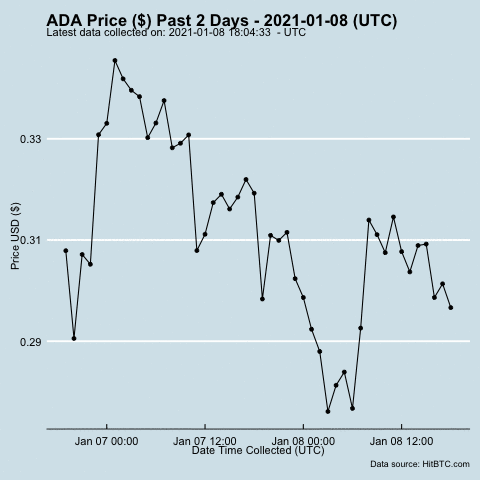 ADA Price ($) Past 2 Days - 2021-01-08 (UTC)
Latest data collected on: 2021-01-08 18:04:33  - UTC
0.33
0.31
0.29
Price USD ($)
Jan 07 00:00 Jan 07 12:00 Jan 08 00:00 Jan 08 12:00
Date Time Collected (UTC)
Data source: HitBTC.com